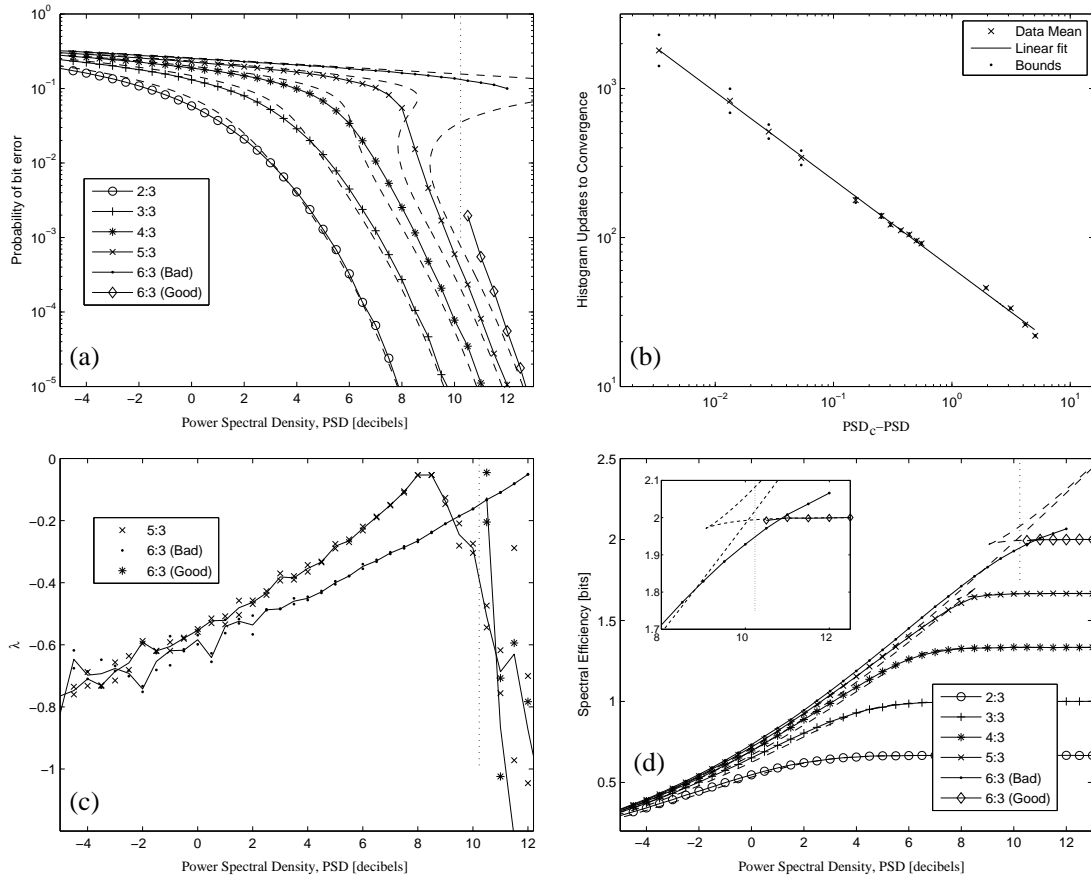 10^0
10^-1
10^-2
10^-3
10^-4
10^-5
Probability of bit error
2:3
3:3
4:3
5:3
6:3 (Bad)
6:3 (Good)
(a)
−4 −2 0 2 4 6 8 10 12
Power Spectral Density, PSD [decibels]
10^3
10^2
10^1
Histogram Updates to Convergence
Data Mean
Linear fit
Bounds
(b)
10^-2 10^-1 10^0 10^1
PSD_c−PSD
0
−0.2
−0.4
−0.6
−0.8
−1
λ
5:3
6:3 (Bad)
6:3 (Good)
(c)
−4 −2 0 2 4 6 8 10 12
Power Spectral Density, PSD [decibels]
2.5
2
1.5
1
0.5
Spectral Efficiency [bits]
2.1
2
1.9
1.8
1.7
8 10 12
2:3
3:3
4:3
5:3
6:3 (Bad)
6:3 (Good)
(d)
−4 −2 0 2 4 6 8 10 12
Power Spectral Density, PSD [decibels]